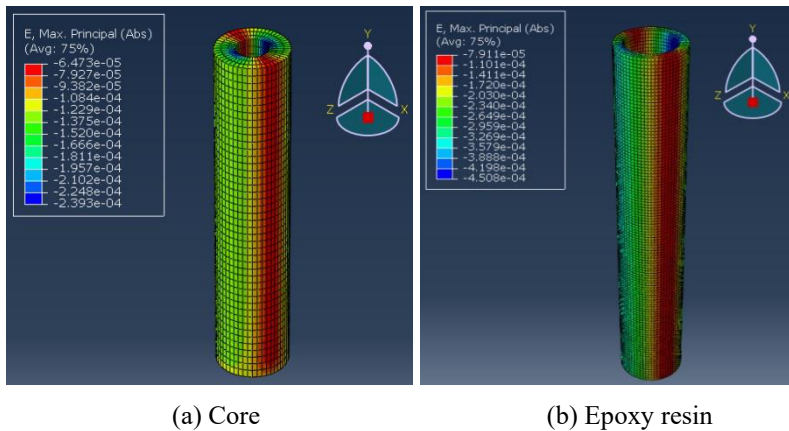 E, Max. Principal (Abs)
(Avg: 75%)
-6.473e-05
-7.927e-05
-9.382e-05
-1.084e-04
-1.229e-04
-1.375e-04
-1.520e-04
-1.666e-04
-1.811e-04
-1.957e-04
-2.102e-04
-2.248e-04
-2.393e-04
Y
Z
X
E, Max. Principal (Abs)
(Avg: 75%)
-7.911e-05
-1.101e-04
-1.411e-04
-1.720e-04
-2.030e-04
-2.340e-04
-2.649e-04
-2.959e-04
-3.269e-04
-3.579e-04
-3.888e-04
-4.198e-04
-4.508e-04
Y
Z
X
(a) Core
(b) Epoxy resin